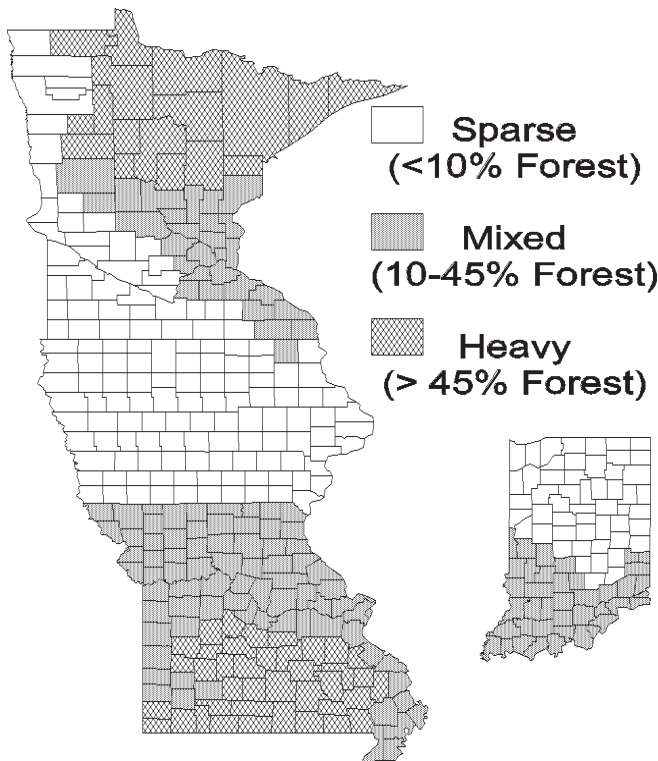 Sparse
(<10% Forest)
Mixed
(10-45% Forest)
Heavy
(> 45% Forest)